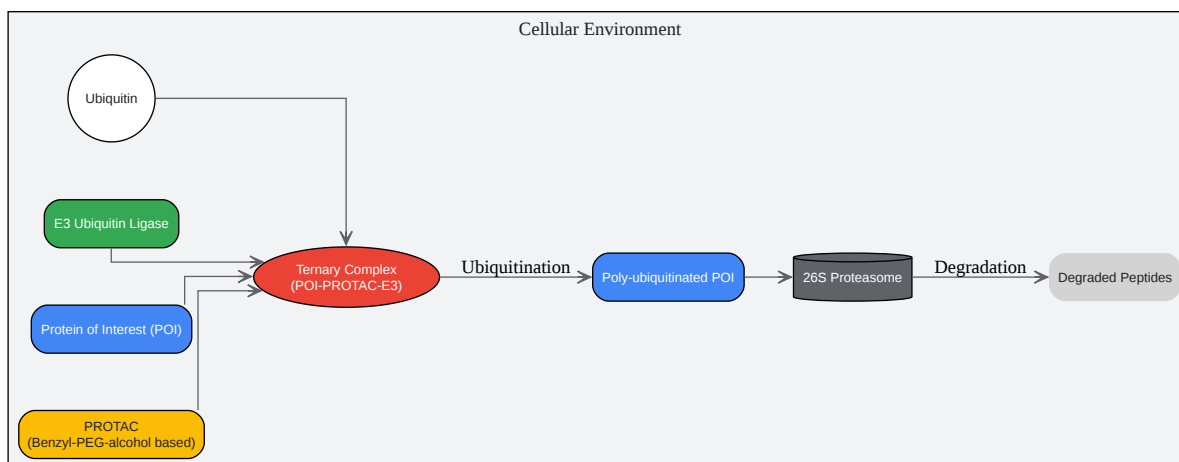 Cellular Environment
Ubiquitin
E3 Ubiquitin Ligase
Protein of Interest (POI)
PROTAC
(Benzyl-PEG-alcohol based)
Ternary Complex
(POI-PROTAC-E3)
Ubiquitination
Poly-ubiquitinated POI
26S Proteasome
Degradation
Degraded Peptides